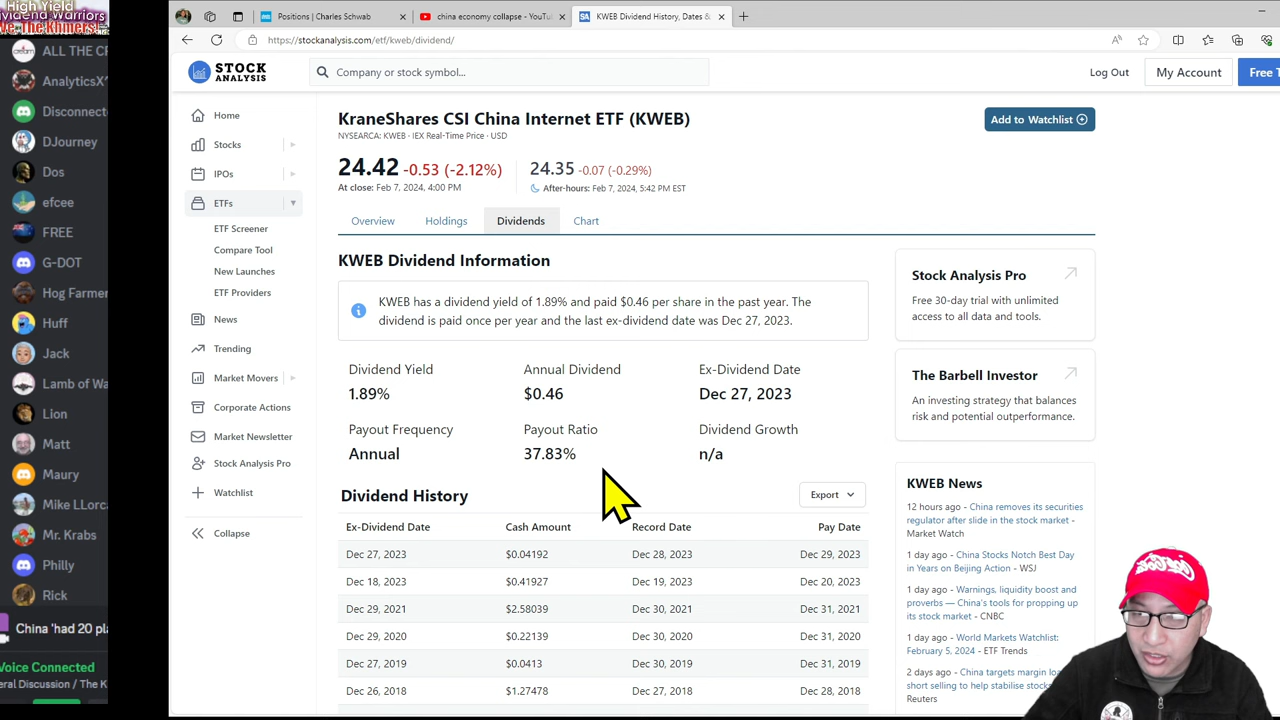 High Yield
Dividend Warriors
ve. The Khmers!
ALL THE CR
AnalyticsX
Disconnect
DJourney
Dos
efcee
FREE
G-DOT
Hog Farmer
Huff
Jack
Lamb of Wa
Lion
Matt
Maury
Mike LLorca
Mr. Krabs
Philly
Rick
China 'had 20 pla
Voice Connected
eral Discussion / The K
Positions | Charles Schwab
china economy collapse - YouTu
KWEB Dividend History, Dates &
https://stockanalysis.com/etf/kweb/dividend/
STOCK
ANALYSIS
Company or stock symbol...
Log Out
My Account
Free T
Home
Stocks
IPOs
ETFs
ETF Screener
Compare Tool
New Launches
ETF Providers
News
Trending
Market Movers
Corporate Actions
Market Newsletter
Stock Analysis Pro
Watchlist
Collapse
KraneShares CSI China Internet ETF (KWEB)
NYSEARCA: KWEB · IEX Real-Time Price · USD
Add to Watchlist
24.42 -0.53 (-2.12%)
At close: Feb 7, 2024, 4:00 PM
24.35 -0.07 (-0.29%)
After-hours: Feb 7, 2024, 5:42 PM EST
Overview Holdings Dividends Chart
KWEB Dividend Information
KWEB has a dividend yield of 1.89% and paid $0.46 per share in the past year. The
dividend is paid once per year and the last ex-dividend date was Dec 27, 2023.
Dividend Yield Annual Dividend Ex-Dividend Date
1.89% $0.46 Dec 27, 2023
Payout Frequency Payout Ratio Dividend Growth
Annual 37.83% n/a
Dividend History
Export
Ex-Dividend Date Cash Amount Record Date Pay Date
Dec 27, 2023 $0.04192 Dec 28, 2023 Dec 29, 2023
Dec 18, 2023 $0.41927 Dec 19, 2023 Dec 20, 2023
Dec 29, 2021 $2.58039 Dec 30, 2021 Dec 31, 2021
Dec 29, 2020 $0.22139 Dec 30, 2020 Dec 31, 2020
Dec 27, 2019 $0.0413 Dec 30, 2019 Dec 31, 2019
Dec 26, 2018 $1.27478 Dec 27, 2018 Dec 28, 2018
Stock Analysis Pro
Free 30-day trial with unlimited
access to all data and tools.
The Barbell Investor
An investing strategy that balances
risk and potential outperformance.
KWEB News
12 hours ago - China removes its securities
regulator after slide in the stock market -
Market Watch
1 day ago - China Stocks Notch Best Day
in Years on Beijing Action - WSJ
1 day ago - Warnings, liquidity boost and
proverbs — China's tools for propping up
its stock market - CNBC
1 day ago - World Markets Watchlist:
February 5, 2024 - ETF Trends
2 days ago - China targets margin loa
short selling to help stabilise stocks
Reuters
Coca-Cola